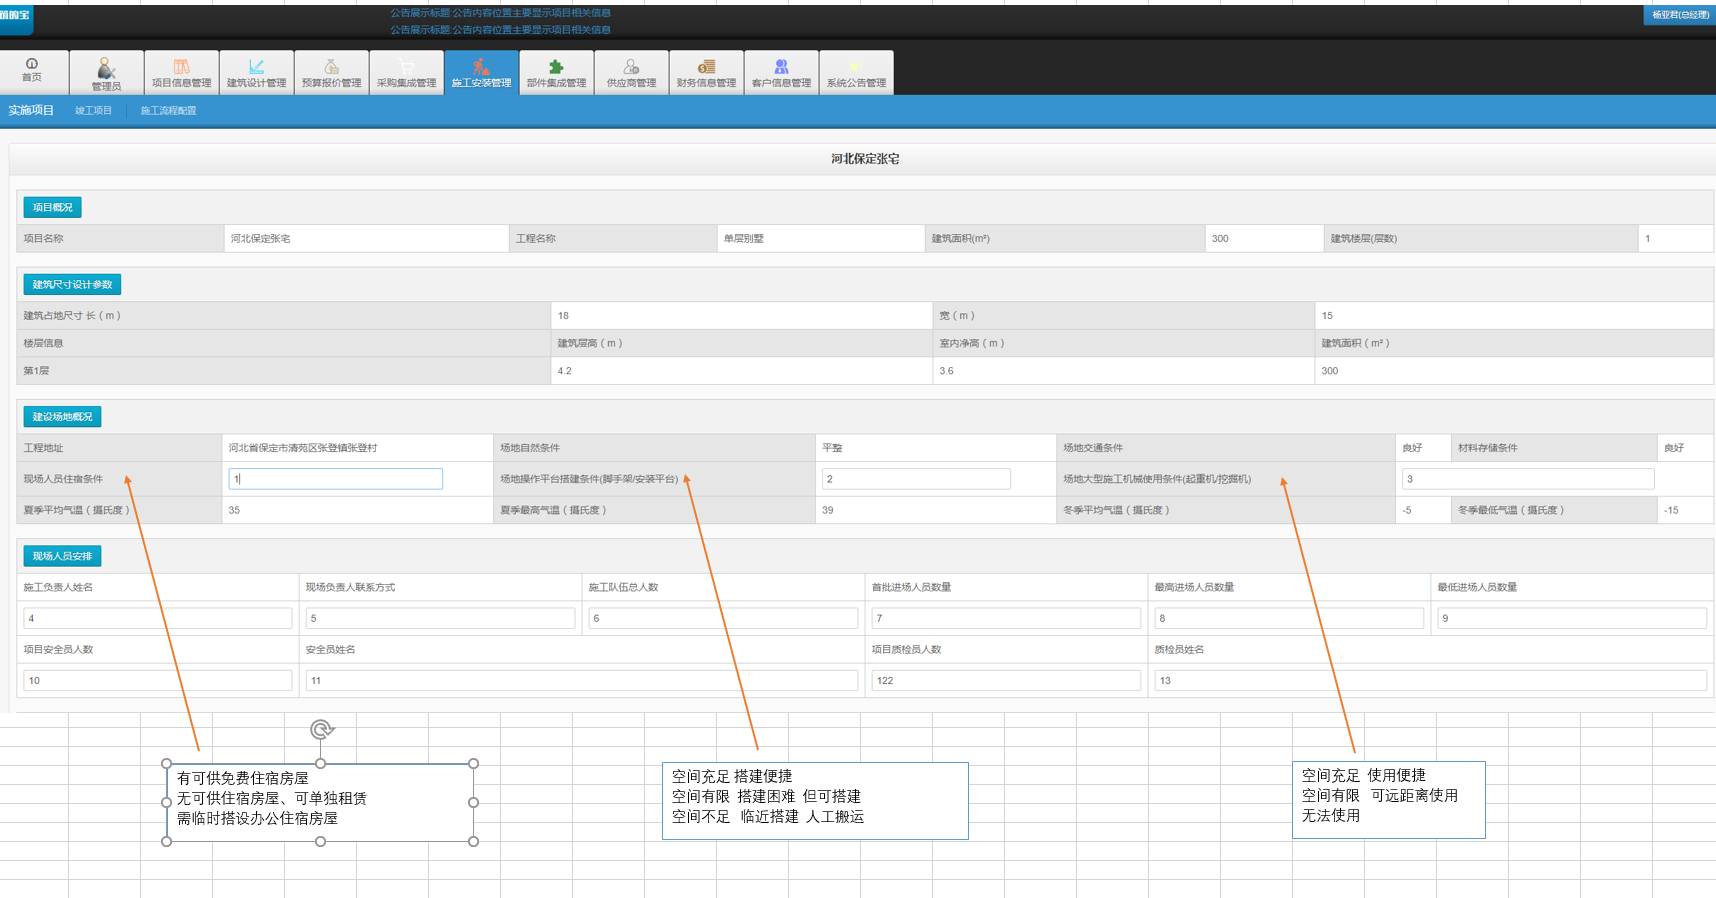 筑的宝
公告展示标题:公告内容位置主要显示项目相关信息
公告展示标题:公告内容位置主要显示项目相关信息
杨亚君(总经理)
首页
管理员
项目信息管理
建筑设计管理
预算报价管理
采购集成管理
施工安装管理
部件集成管理
供应商管理
财务信息管理
客户信息管理
系统公告管理
实施项目 竣工项目 施工流程配置
河北保定张宅
项目概况
项目名称 河北保定张宅 工程名称 单层别墅 建筑面积(m²) 300 建筑楼层(层数) 1
建筑尺寸设计参数
建筑占地尺寸 长（m） 18 宽（m） 15
楼层信息 建筑层高（m） 室内净高（m） 建筑面积（m²）
第1层 4.2 3.6 300
建设场地概况
工程地址 河北省保定市清苑区张登镇张登村 场地自然条件 平整 场地交通条件 良好 材料存储条件 良好
现场人员住宿条件 1 场地操作平台搭建条件(脚手架/安装平台) 2 场地大型施工机械使用条件(起重机/挖掘机) 3
夏季平均气温（摄氏度） 35 夏季最高气温（摄氏度） 39 冬季平均气温（摄氏度） -5 冬季最低气温（摄氏度） -15
现场人员安排
施工负责人姓名 现场负责人联系方式 施工队伍总人数 首批进场人员数量 最高进场人员数量 最低进场人员数量
4 5 6 7 8 9
项目安全员人数 安全员姓名 项目质检员人数 质检员姓名
10 11 122 13
有可供免费住宿房屋
无可供住宿房屋、可单独租赁
需临时搭设办公住宿房屋
空间充足 搭建便捷
空间有限 搭建困难 但可搭建
空间不足 临近搭建 人工搬运
空间充足 使用便捷
空间有限 可远距离使用
无法使用